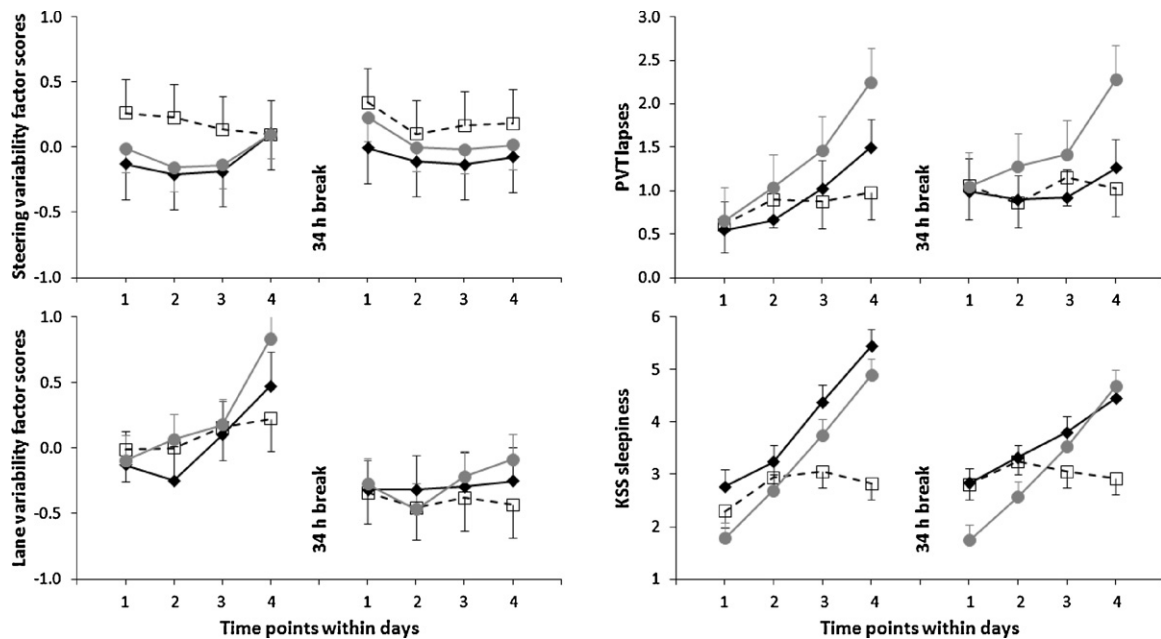 Steering variability factor scores
1.0
0.5
0.0
-0.5
-1.0
34 h break
1 2 3 4 1 2 3 4
PVT lapses
3.0
2.5
2.0
1.5
1.0
0.5
0.0
34 h break
1 2 3 4 1 2 3 4
Lane variability factor scores
1.0
0.5
0.0
-0.5
-1.0
34 h break
1 2 3 4 1 2 3 4
Time points within days
KSS sleepiness
6
5
4
3
2
1
34 h break
1 2 3 4 1 2 3 4
Time points within days